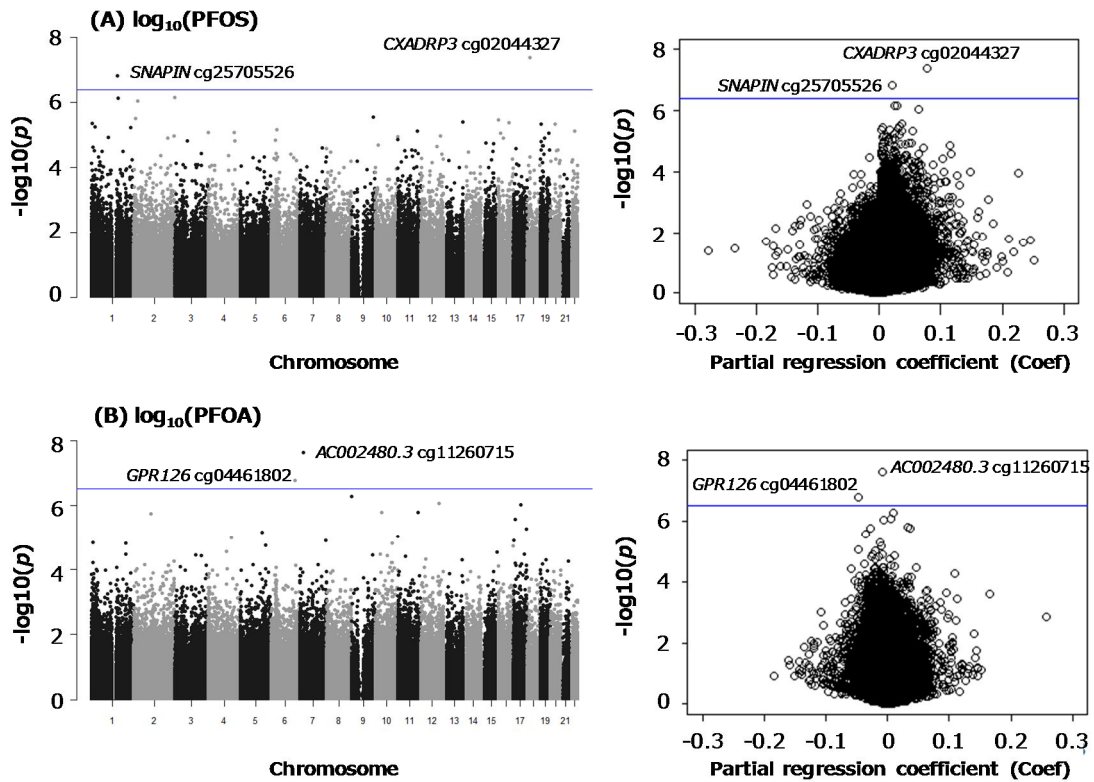 (A) log₁₀(PFOS)
8
6
4
2
0
-log10(p)
CXADRP3 cg02044327
SNAPIN cg25705526
1 2 3 4 5 6 7 8 9 10 11 12 13 14 15 17 19 21
Chromosome
8
6
4
2
0
-log10(p)
CXADRP3 cg02044327
SNAPIN cg25705526
-0.3 -0.2 -0.1 0 0.1 0.2 0.3
Partial regression coefficient (Coef)
(B) log₁₀(PFOA)
8
6
4
2
0
-log10(p)
AC002480.3 cg11260715
GPR126 cg04461802
1 2 3 4 5 6 7 8 9 10 11 12 13 14 15 17 19 21
Chromosome
8
6
4
2
0
-log10(p)
AC002480.3 cg11260715
GPR126 cg04461802
-0.3 -0.2 -0.1 0 0.1 0.2 0.3
Partial regression coefficient (Coef)